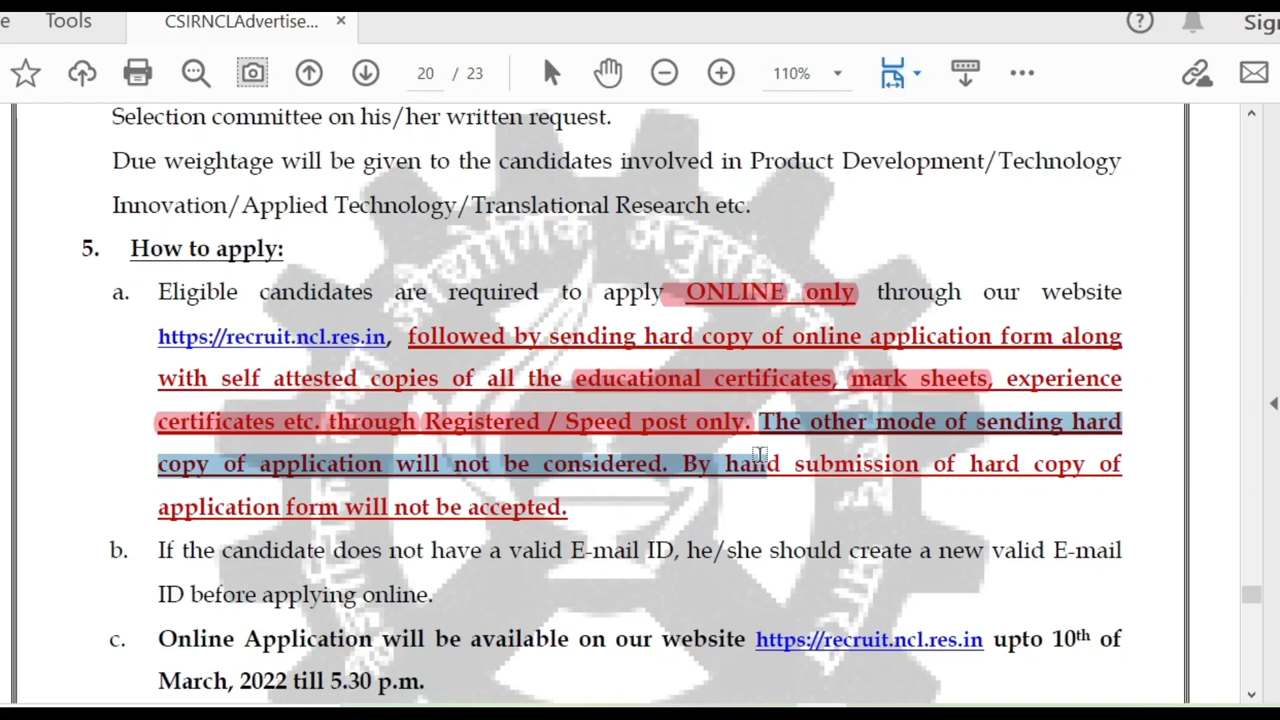 e Tools CSIRNCLAdvertise... × Sign
20 / 23 110%
Selection committee on his/her written request.
Due weightage will be given to the candidates involved in Product Development/Technology
Innovation/Applied Technology/Translational Research etc.
5. How to apply:
a. Eligible candidates are required to apply ONLINE only through our website
https://recruit.ncl.res.in, followed by sending hard copy of online application form along
with self attested copies of all the educational certificates, mark sheets, experience
certificates etc. through Registered / Speed post only. The other mode of sending hard
copy of application will not be considered. By hand submission of hard copy of
application form will not be accepted.
b. If the candidate does not have a valid E-mail ID, he/she should create a new valid E-mail
ID before applying online.
c. Online Application will be available on our website https://recruit.ncl.res.in upto 10th of
March, 2022 till 5.30 p.m.
औद्योगिक